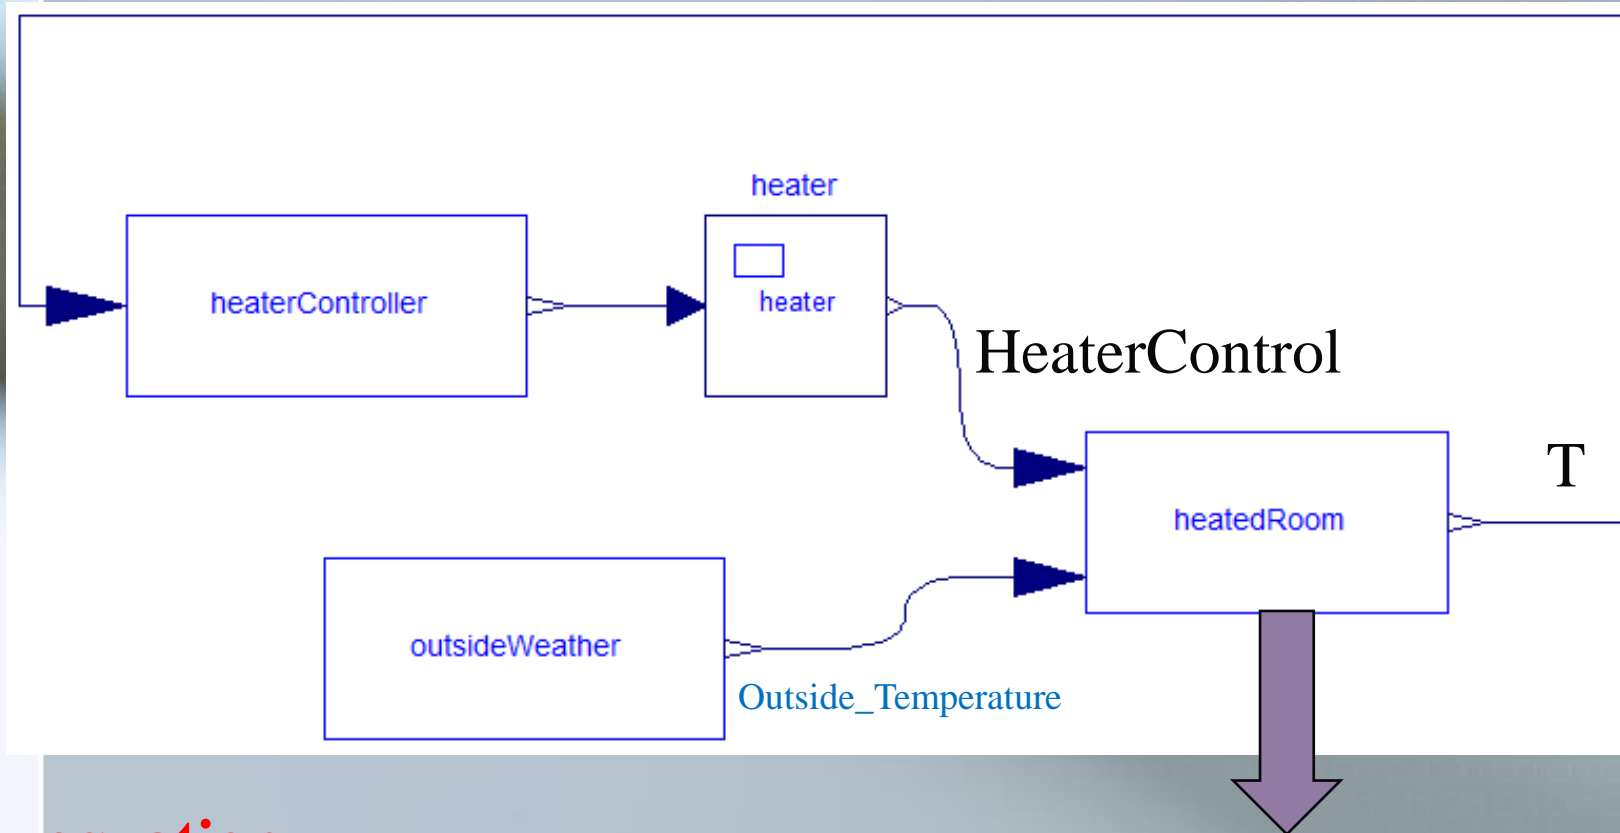 heater
heaterController
heater
HeaterControl
T
heatedRoom
outsideWeather
Outside_Temperature